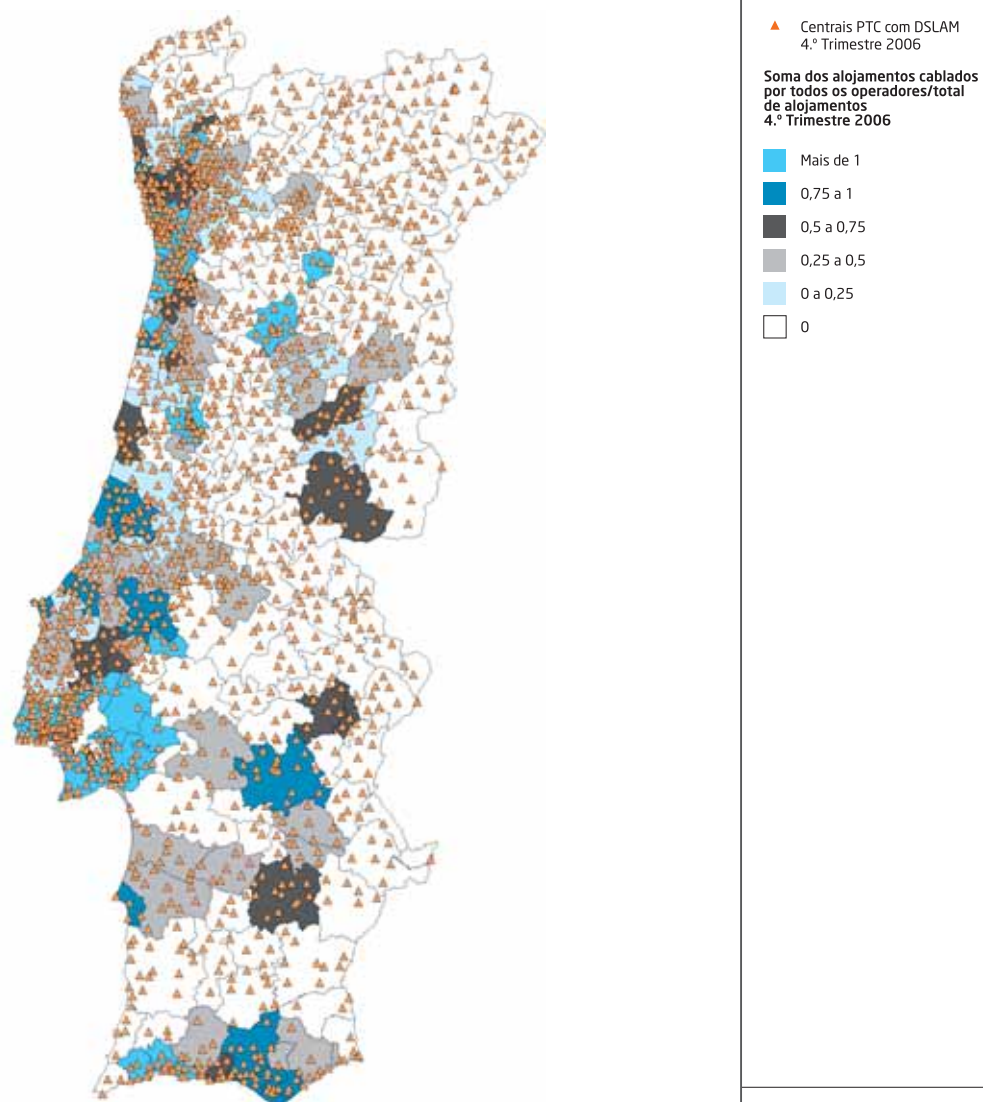 Centrais PTC com DSLAM
4.º Trimestre 2006
Soma dos alojamentos cablados
por todos os operadores/total
de alojamentos
4.º Trimestre 2006
Mais de 1
0,75 a 1
0,5 a 0,75
0,25 a 0,5
0 a 0,25
0